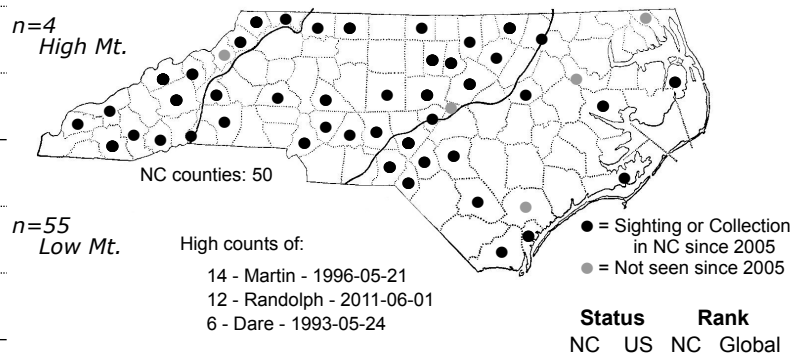 n=4
High Mt.
NC counties: 50
n=55
Low Mt.
High counts of:
14 - Martin - 1996-05-21
12 - Randolph - 2011-06-01
6 - Dare - 1993-05-24
= Sighting or Collection
in NC since 2005
= Not seen since 2005
Status Rank
NC US NC Global